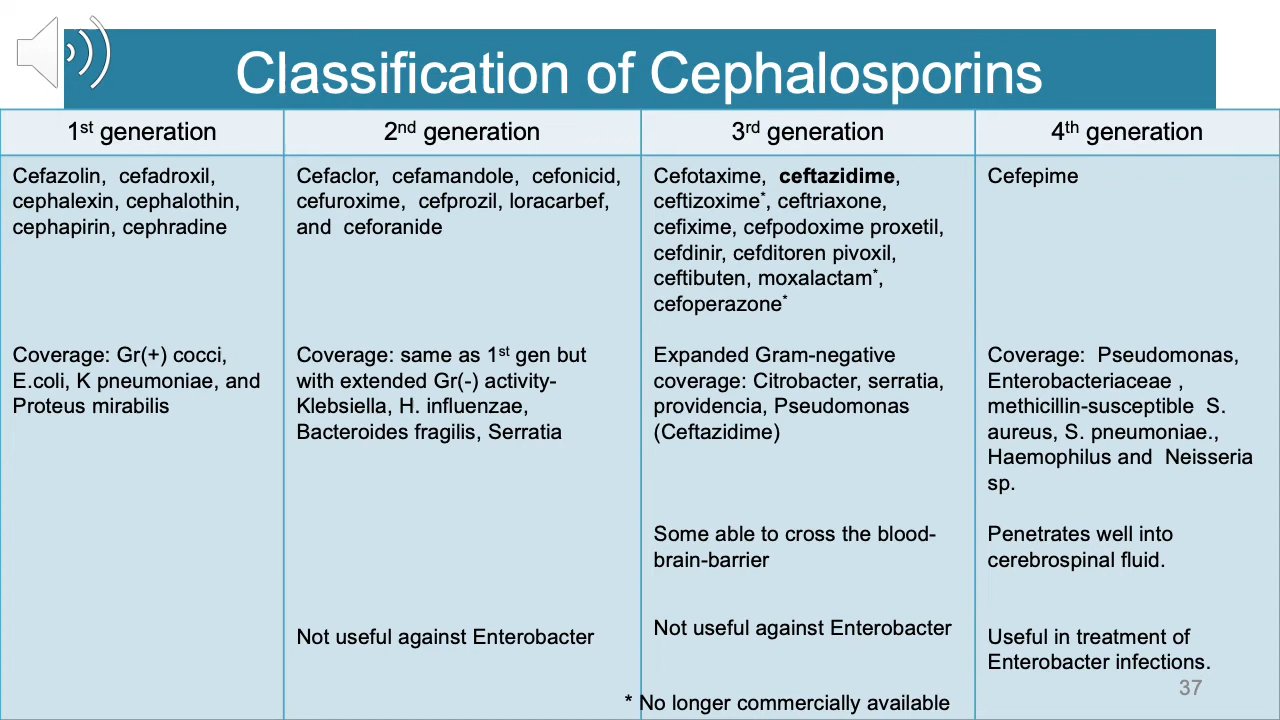 Classification of Cephalosporins
1st generation
2nd generation
3rd generation
4th generation
Cefazolin, cefadroxil,
cephalexin, cephalothin,
cephapirin, cephradine
Cefaclor, cefamandole, cefonicid,
cefuroxime, cefprozil, loracarbef,
and ceforanide
Cefotaxime, ceftazidime,
ceftizoxime*, ceftriaxone,
cefixime, cefpodoxime proxetil,
cefdinir, cefditoren pivoxil,
ceftibuten, moxalactam*,
cefoperazone*
Cefepime
Coverage: Gr(+) cocci,
E.coli, K pneumoniae, and
Proteus mirabilis
Coverage: same as 1st gen but
with extended Gr(-) activity-
Klebsiella, H. influenzae,
Bacteroides fragilis, Serratia
Expanded Gram-negative
coverage: Citrobacter, serratia,
providencia, Pseudomonas
(Ceftazidime)
Coverage: Pseudomonas,
Enterobacteriaceae ,
methicillin-susceptible S.
aureus, S. pneumoniae.,
Haemophilus and Neisseria
sp.
Some able to cross the blood-
brain-barrier
Penetrates well into
cerebrospinal fluid.
Not useful against Enterobacter
Not useful against Enterobacter
Useful in treatment of
Enterobacter infections.
37
* No longer commercially available